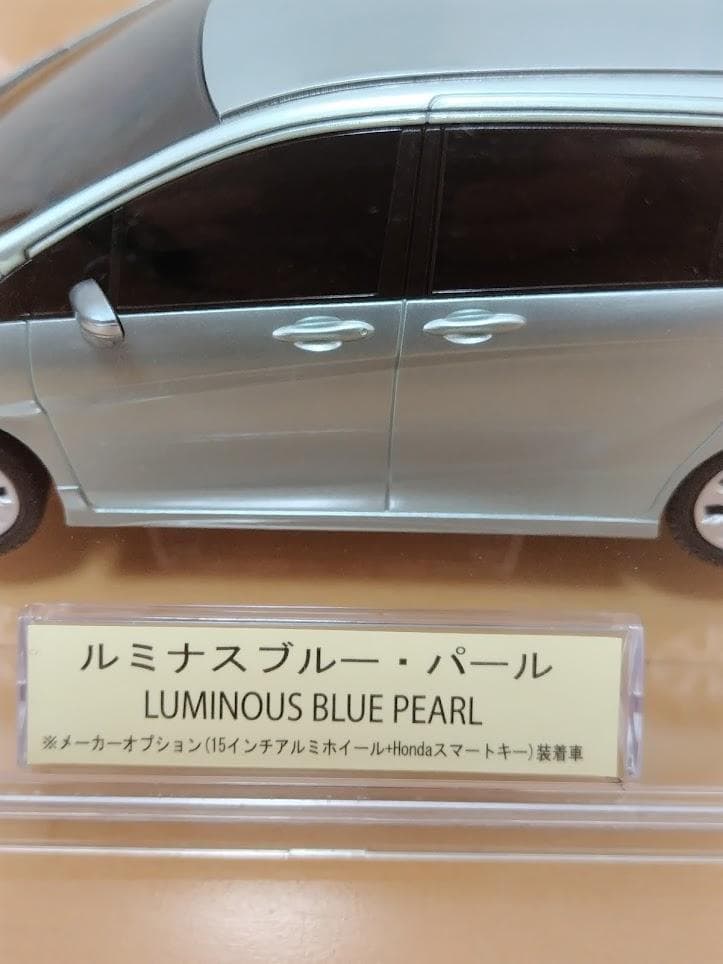 ルミナスブルー・パール
LUMINOUS BLUE PEARL
※メーカーオプション(15インチアルミホイール+Hondaスマートキー)装着車